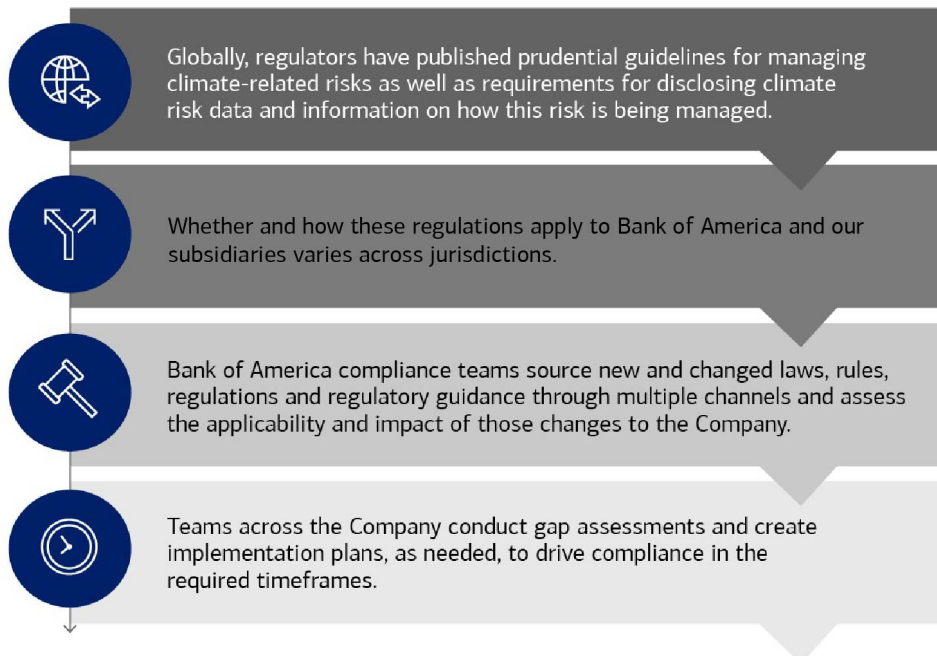 Globally, regulators have published prudential guidelines for managing
climate-related risks as well as requirements for disclosing climate
risk data and information on how this risk is being managed.
Whether and how these regulations apply to Bank of America and our
subsidiaries varies across jurisdictions.
Bank of America compliance teams source new and changed laws, rules,
regulations and regulatory guidance through multiple channels and assess
the applicability and impact of those changes to the Company.
Teams across the Company conduct gap assessments and create
implementation plans, as needed, to drive compliance in the
required timeframes.